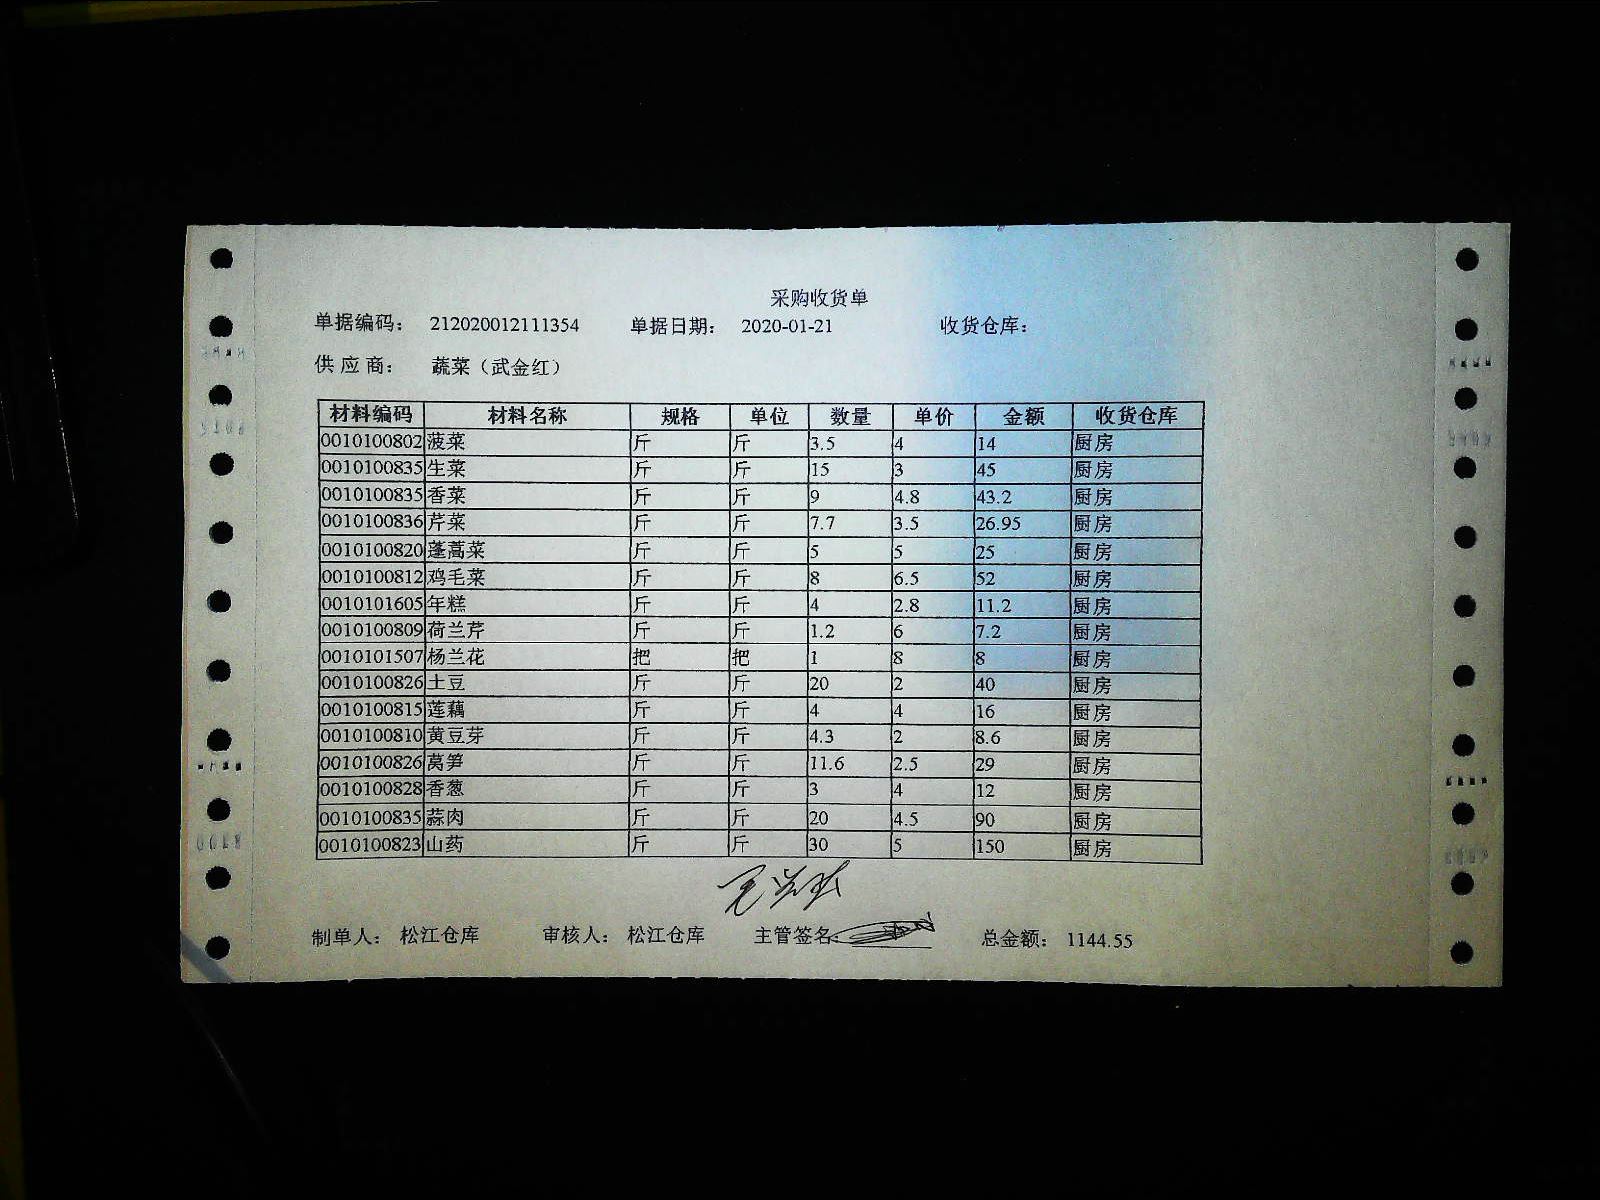 采购收货单
单据编码： 212020012111354 单据日期： 2020-01-21 收货仓库：
供 应 商： 蔬菜（武金红）
材料编码 材料名称 规格 单位 数量 单价 金额 收货仓库
0010100802 菠菜 斤 斤 3.5 4 14 厨房
0010100835 生菜 斤 斤 15 3 45 厨房
0010100835 香菜 斤 斤 9 4.8 43.2 厨房
0010100836 芹菜 斤 斤 7.7 3.5 26.95 厨房
0010100820 蓬蒿菜 斤 斤 5 5 25 厨房
0010100812 鸡毛菜 斤 斤 8 6.5 52 厨房
0010101605 年糕 斤 斤 4 2.8 11.2 厨房
0010100809 荷兰芹 斤 斤 1.2 6 7.2 厨房
0010101507 杨兰花 把 把 1 8 8 厨房
0010100826 土豆 斤 斤 20 2 40 厨房
0010100815 莲藕 斤 斤 4 4 16 厨房
0010100810 黄豆芽 斤 斤 4.3 2 8.6 厨房
0010100826 莴笋 斤 斤 11.6 2.5 29 厨房
0010100828 香葱 斤 斤 3 4 12 厨房
0010100835 蒜肉 斤 斤 20 4.5 90 厨房
0010100823 山药 斤 斤 30 5 150 厨房
制单人： 松江仓库 审核人： 松江仓库 主管签名： 总金额： 1144.55